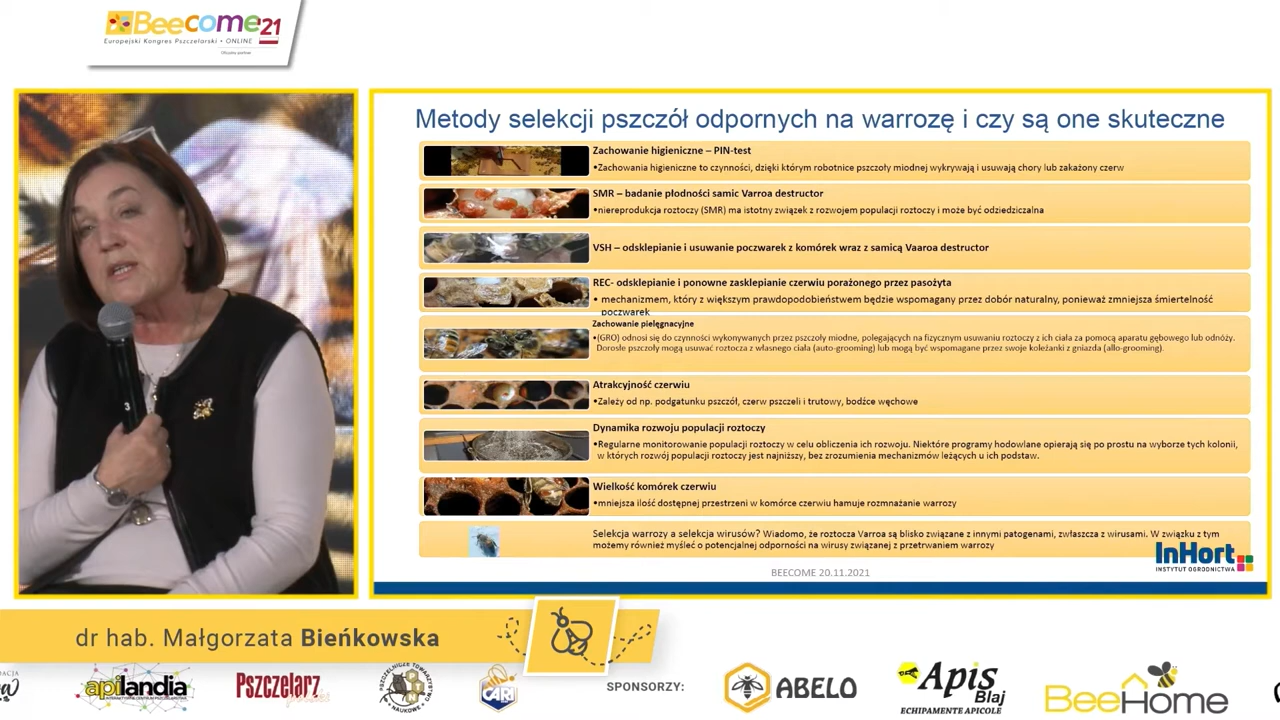 Beecome'21
Europejski Kongres Pszczelarski • ONLINE
Metody selekcji pszczół odpornych na warrozę i czy są one skuteczne
Zachowanie higieniczne – PIN-test
•Zachowania higieniczne to czynności, dzięki którym robotnice pszczoły miodnej wykrywają i usuwają chory lub zakażony czerw
SMR – badanie płodności samic Varroa destructor
•niereprodukcja roztoczy (SMR) ma istotny związek z rozwojem populacji roztoczy i może być odziedziczalna
VSH – odsklepianie i usuwanie poczwarek z komórek wraz z samicą Vaaroa destructor
REC- odsklepianie i ponowne zasklepianie czerwiu porażonego przez pasożyta
• mechanizmem, który z większym prawdopodobieństwem będzie wspomagany przez dobór naturalny, ponieważ zmniejsza śmiertelność
poczwarek
Zachowanie pielęgnacyjne
•(GRO) odnosi się do czynności wykonywanych przez pszczoły miodne, polegających na fizycznym usuwaniu roztoczy z ich ciała za pomocą aparatu gębowego lub odnóży.
Dorosłe pszczoły mogą usuwać roztocza z własnego ciała (auto-grooming) lub mogą być wspomagane przez swoje koleżanki z gniazda (allo-grooming).
Atrakcyjność czerwiu
•Zależy od np. podgatunku pszczół, czerw pszczeli i trutowy, bodźce węchowe
Dynamika rozwoju populacji roztoczy
•Regularne monitorowanie populacji roztoczy w celu obliczenia ich rozwoju. Niektóre programy hodowlane opierają się po prostu na wyborze tych kolonii,
w których rozwój populacji roztoczy jest najniższy, bez zrozumienia mechanizmów leżących u ich podstaw.
Wielkość komórek czerwiu
•mniejsza ilość dostępnej przestrzeni w komórce czerwiu hamuje rozmnażanie warrozy
Selekcja warrozy a selekcja wirusów? Wiadomo, że roztocza Varroa są blisko związane z innymi patogenami, zwłaszcza z wirusami. W związku z tym
możemy również myśleć o potencjalnej odporności na wirusy związanej z przetrwaniem warrozy
InHort
INSTYTUT OGRODNICTWA
BEECOME 20.11.2021
3
dr hab. Małgorzata Bieńkowska
apilandia
Pszczelarz
PSZCZELNICZE TOWARZYSTWO
NAUKOWE
CARI
SPONSORZY:
ABELO
Apis
Blaj
ECHIPAMENTE APICOLE
BeeHome